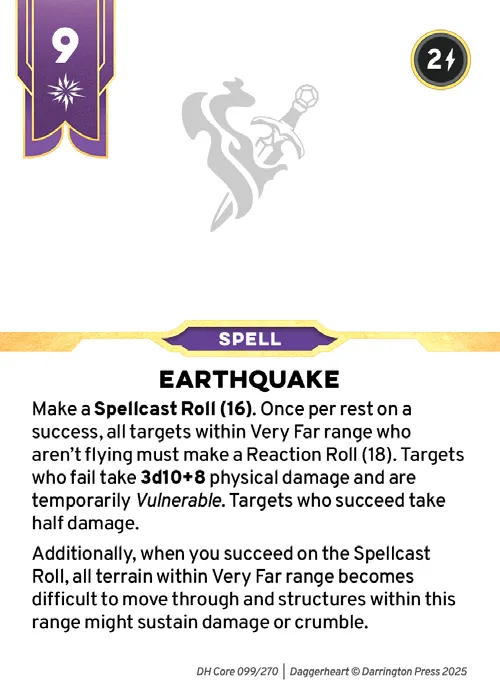 9
2
SPELL
EARTHQUAKE
Make a Spellcast Roll (16). Once per rest on a
success, all targets within Very Far range who
aren’t flying must make a Reaction Roll (18). Targets
who fail take 3d10+8 physical damage and are
temporarily Vulnerable. Targets who succeed take
half damage.
Additionally, when you succeed on the Spellcast
Roll, all terrain within Very Far range becomes
difficult to move through and structures within this
range might sustain damage or crumble.
DH Core 099/270 | Daggerheart © Darrington Press 2025